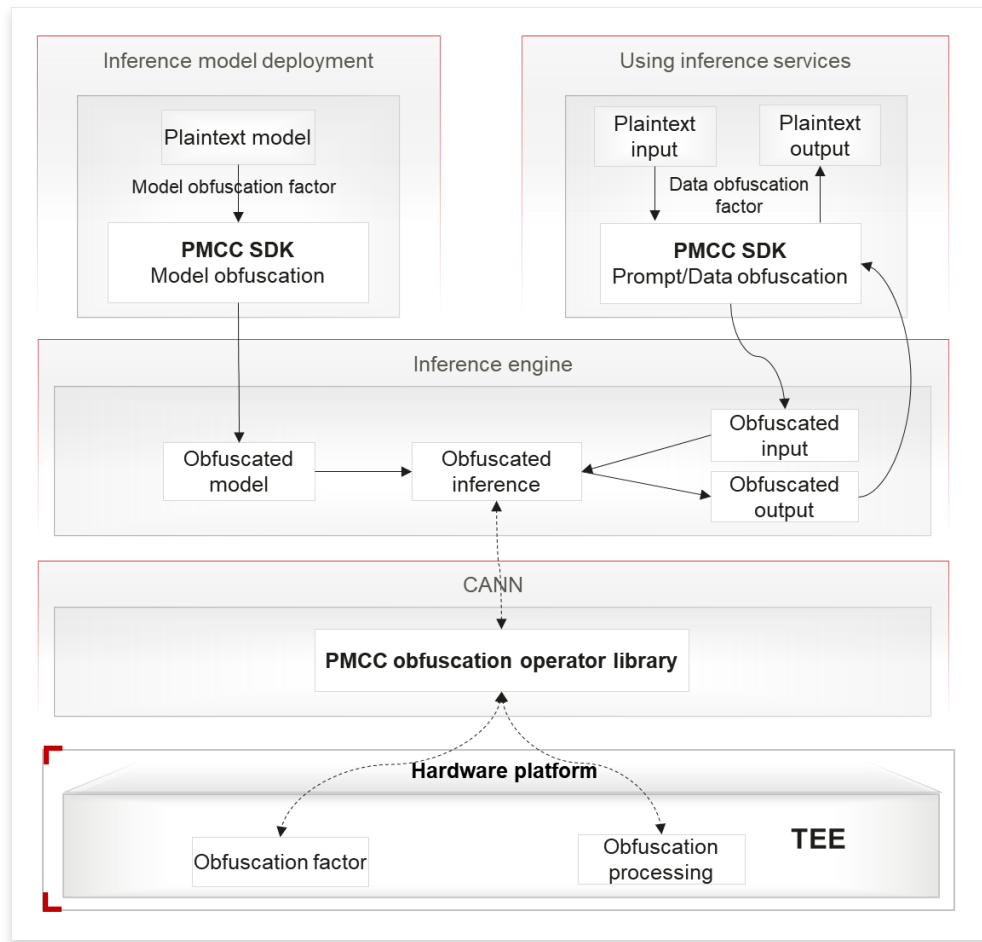 Inference model deployment
Plaintext model
Model obfuscation factor
PMCC SDK
Model obfuscation
Using inference services
Plaintext
input
Plaintext
output
Data obfuscation
factor
PMCC SDK
Prompt/Data obfuscation
Inference engine
Obfuscated
model
Obfuscated
inference
Obfuscated
input
Obfuscated
output
CANN
PMCC obfuscation operator library
Hardware platform
TEE
Obfuscation factor
Obfuscation
processing